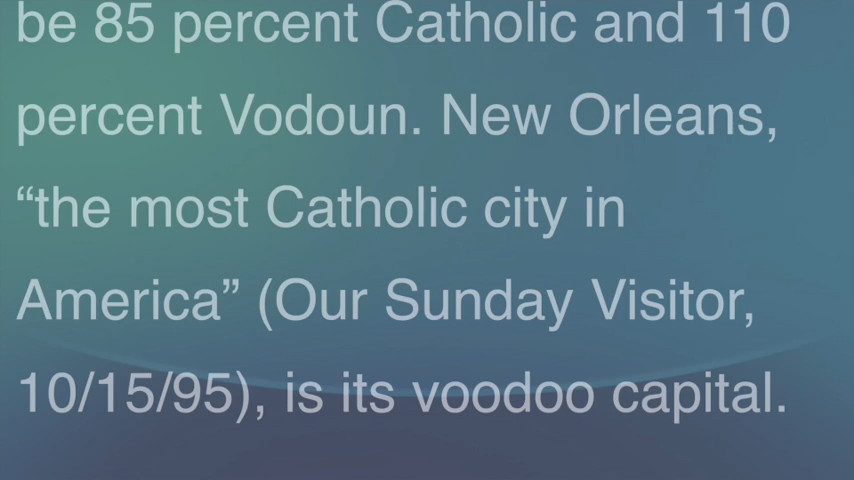 be 85 percent Catholic and 110
percent Vodoun. New Orleans,
“the most Catholic city in
America” (Our Sunday Visitor,
10/15/95), is its voodoo capital.